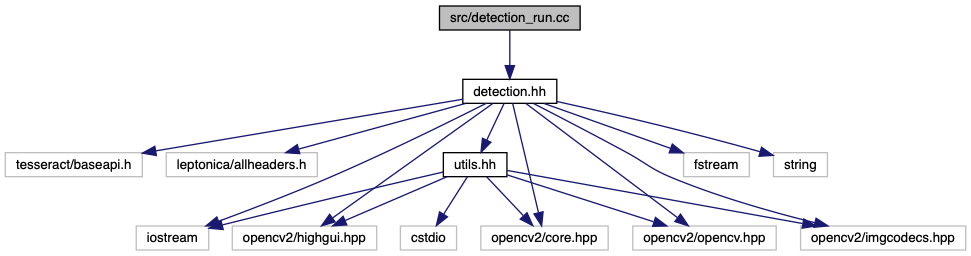 src/detection_run.cc
detection.hh
tesseract/baseapi.h
leptonica/allheaders.h
utils.hh
fstream
string
iostream
opencv2/highgui.hpp
cstdio
opencv2/core.hpp
opencv2/opencv.hpp
opencv2/imgcodecs.hpp